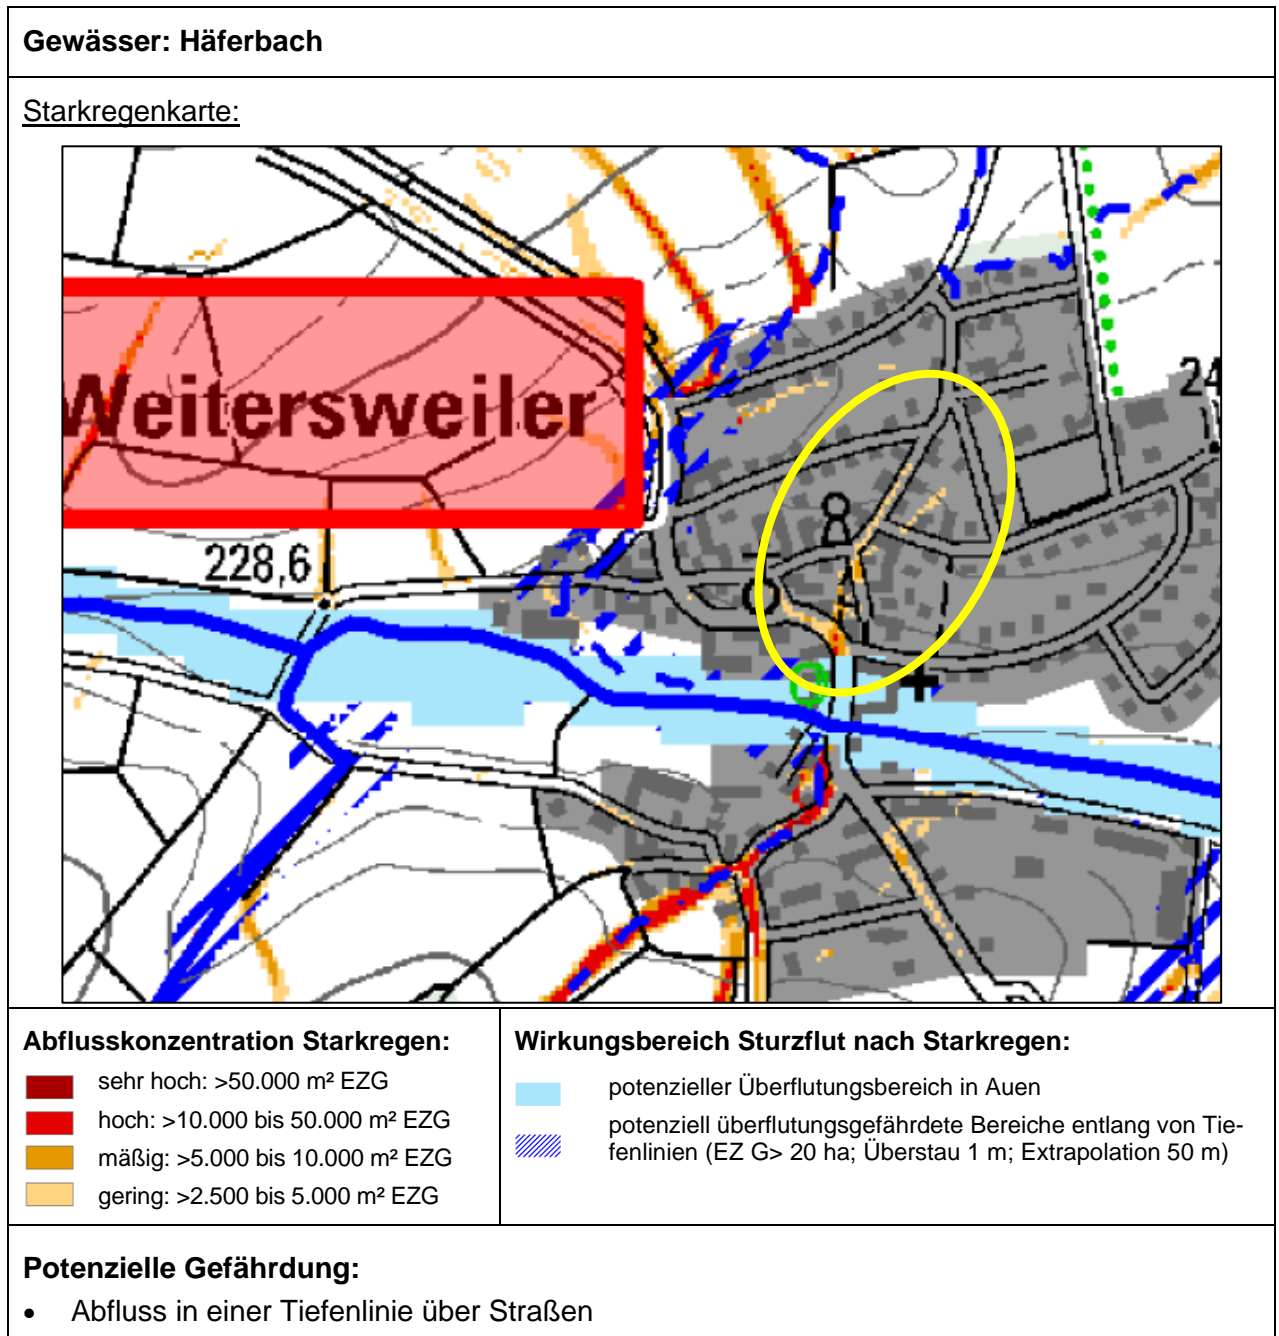 Gewässer: Häferbach
Starkregenkarte:
Weitersweiler
24
228,6
Abflusskonzentration Starkregen:
sehr hoch: >50.000 m² EZG
hoch: >10.000 bis 50.000 m² EZG
mäßig: >5.000 bis 10.000 m² EZG
gering: >2.500 bis 5.000 m² EZG
Wirkungsbereich Sturzflut nach Starkregen:
potenzieller Überflutungsbereich in Auen
potenziell überflutungsgefährdete Bereiche entlang von Tie-
fenlinien (EZ G> 20 ha; Überstau 1 m; Extrapolation 50 m)
Potenzielle Gefährdung:
• Abfluss in einer Tiefenlinie über Straßen